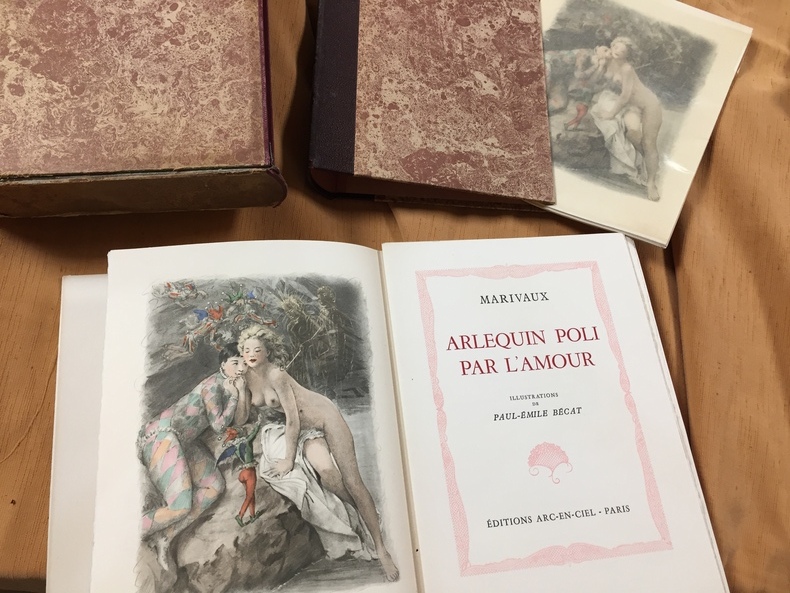 MARIVAUX
ARLEQUIN POLI
PAR L'AMOUR
ILLUSTRATIONS
DE
PAUL-ÉMILE BÉCAT
ÉDITIONS ARC-EN-CIEL - PARIS